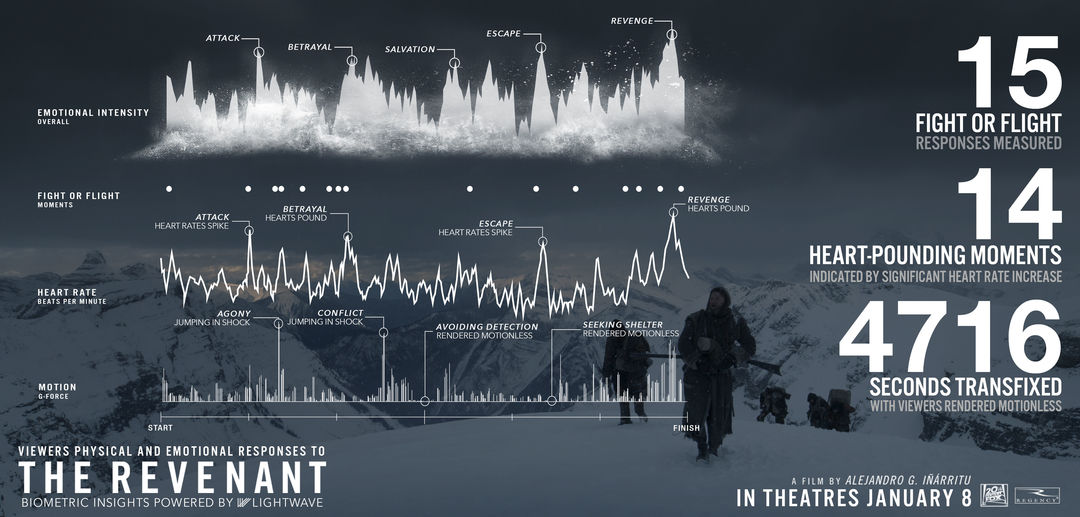 ATTACK
BETRAYAL
SALVATION
ESCAPE
REVENGE
EMOTIONAL INTENSITY
OVERALL
FIGHT OR FLIGHT
MOMENTS
ATTACK
HEART RATES SPIKE
BETRAYAL
HEARTS POUND
ESCAPE
HEART RATES SPIKE
REVENGE
HEARTS POUND
HEART RATE
BEATS PER MINUTE
AGONY
JUMPING IN SHOCK
CONFLICT
JUMPING IN SHOCK
AVOIDING DETECTION
RENDERED MOTIONLESS
SEEKING SHELTER
RENDERED MOTIONLESS
MOTION
G-FORCE
START
FINISH
15
FIGHT OR FLIGHT
RESPONSES MEASURED
14
HEART-POUNDING MOMENTS
INDICATED BY SIGNIFICANT HEART RATE INCREASE
4716
SECONDS TRANSFIXED
WITH VIEWERS RENDERED MOTIONLESS
VIEWERS PHYSICAL AND EMOTIONAL RESPONSES TO
THE REVENANT
BIOMETRIC INSIGHTS POWERED BY LIGHTWAVE
A FILM BY ALEJANDRO G. IÑÁRRITU
IN THEATRES JANUARY 8
20th
FOX
REGENCY